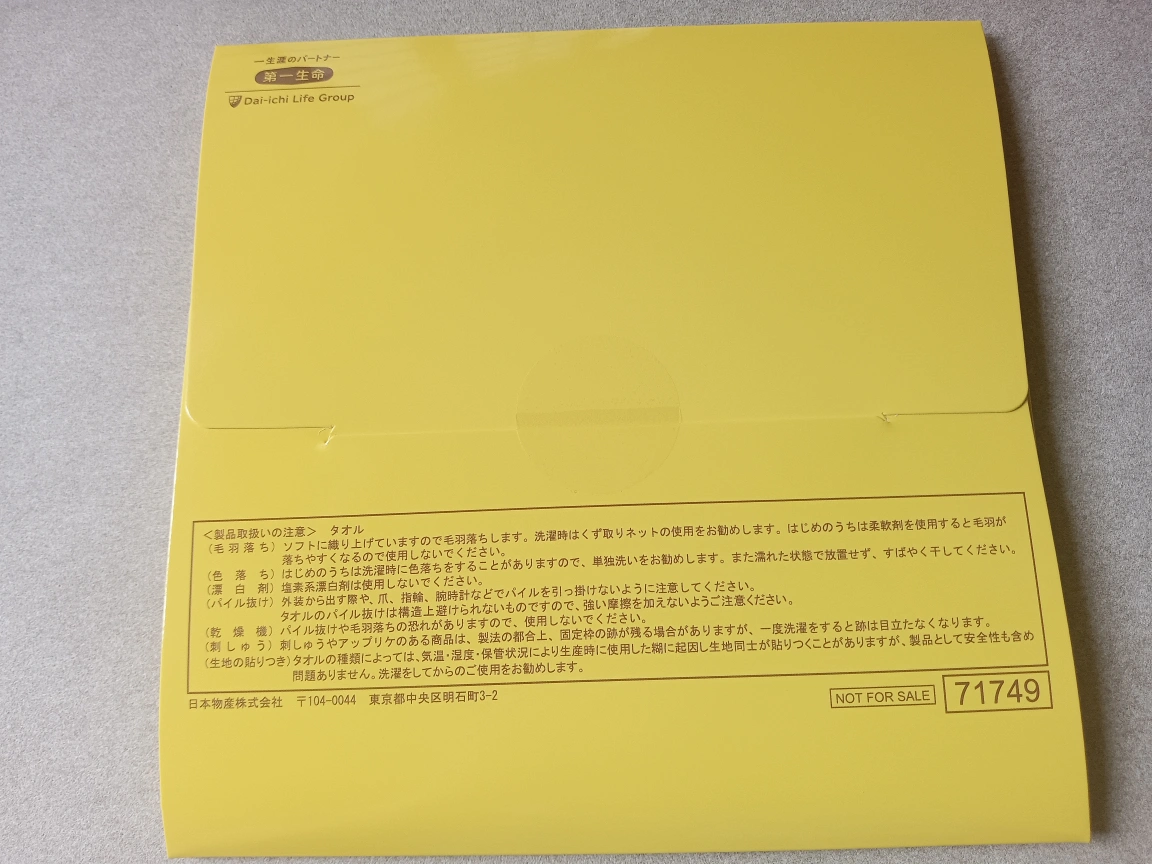 一生涯のパートナー
第一生命
Dai-ichi Life Group
＜製品取扱いの注意＞　タオル
（毛羽落ち）ソフトに織り上げていますので毛羽落ちします。洗濯時はくず取りネットの使用をお勧めします。はじめのうちは柔軟剤を使用すると毛羽が
落ちやすくなるので使用しないでください。
（色　落　ち）はじめのうちは洗濯時に色落ちをすることがありますので、単独洗いをお勧めします。また濡れた状態で放置せず、すばやく干してください。
（漂　白　剤）塩素系漂白剤は使用しないでください。
（パイル抜け）外装から出す際や、爪、指輪、腕時計などでパイルを引っ掛けないように注意してください。
タオルのパイル抜けは構造上避けられないものですので、強い摩擦を加えないようご注意ください。
（乾　燥　機）パイル抜けや毛羽落ちの恐れがありますので、使用しないでください。
（刺しゅう）刺しゅうやアップリケのある商品は、製法の都合上、固定枠の跡が残る場合がありますが、一度洗濯をすると跡は目立たなくなります。
（生地の貼りつき）タオルの種類によっては、気温・湿度・保管状況により生産時に使用した糊に起因し生地同士が貼りつくことがありますが、製品として安全性も含め
問題ありません。洗濯をしてからのご使用をお勧めします。
日本物産株式会社　〒104-0044　東京都中央区明石町3-2
NOT FOR SALE
71749